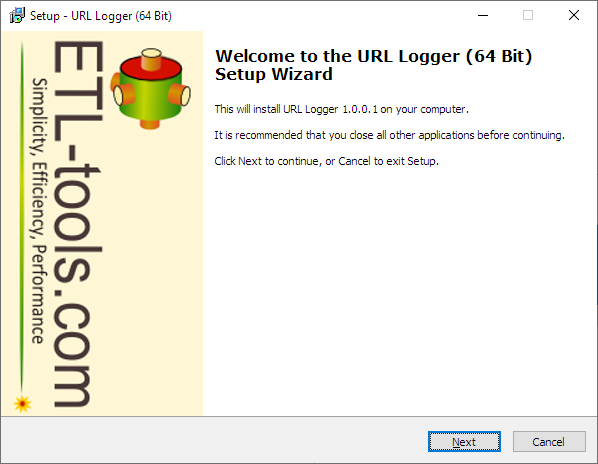 Setup - URL Logger (64 Bit)
ETL-tools.com
Simplicity, Efficiency, Performance
Welcome to the URL Logger (64 Bit)
Setup Wizard
This will install URL Logger 1.0.0.1 on your computer.
It is recommended that you close all other applications before continuing.
Click Next to continue, or Cancel to exit Setup.
Next
Cancel